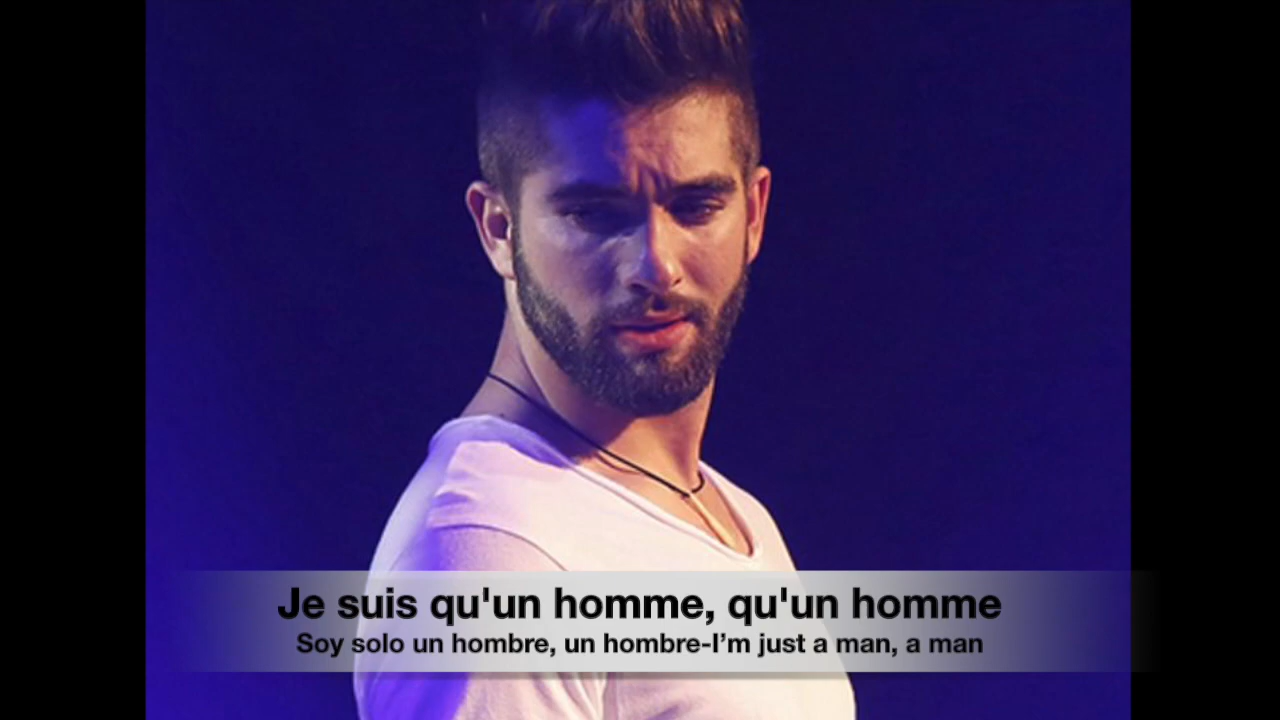 Je suis qu'un homme, qu'un homme
Soy solo un hombre, un hombre-I’m just a man, a man